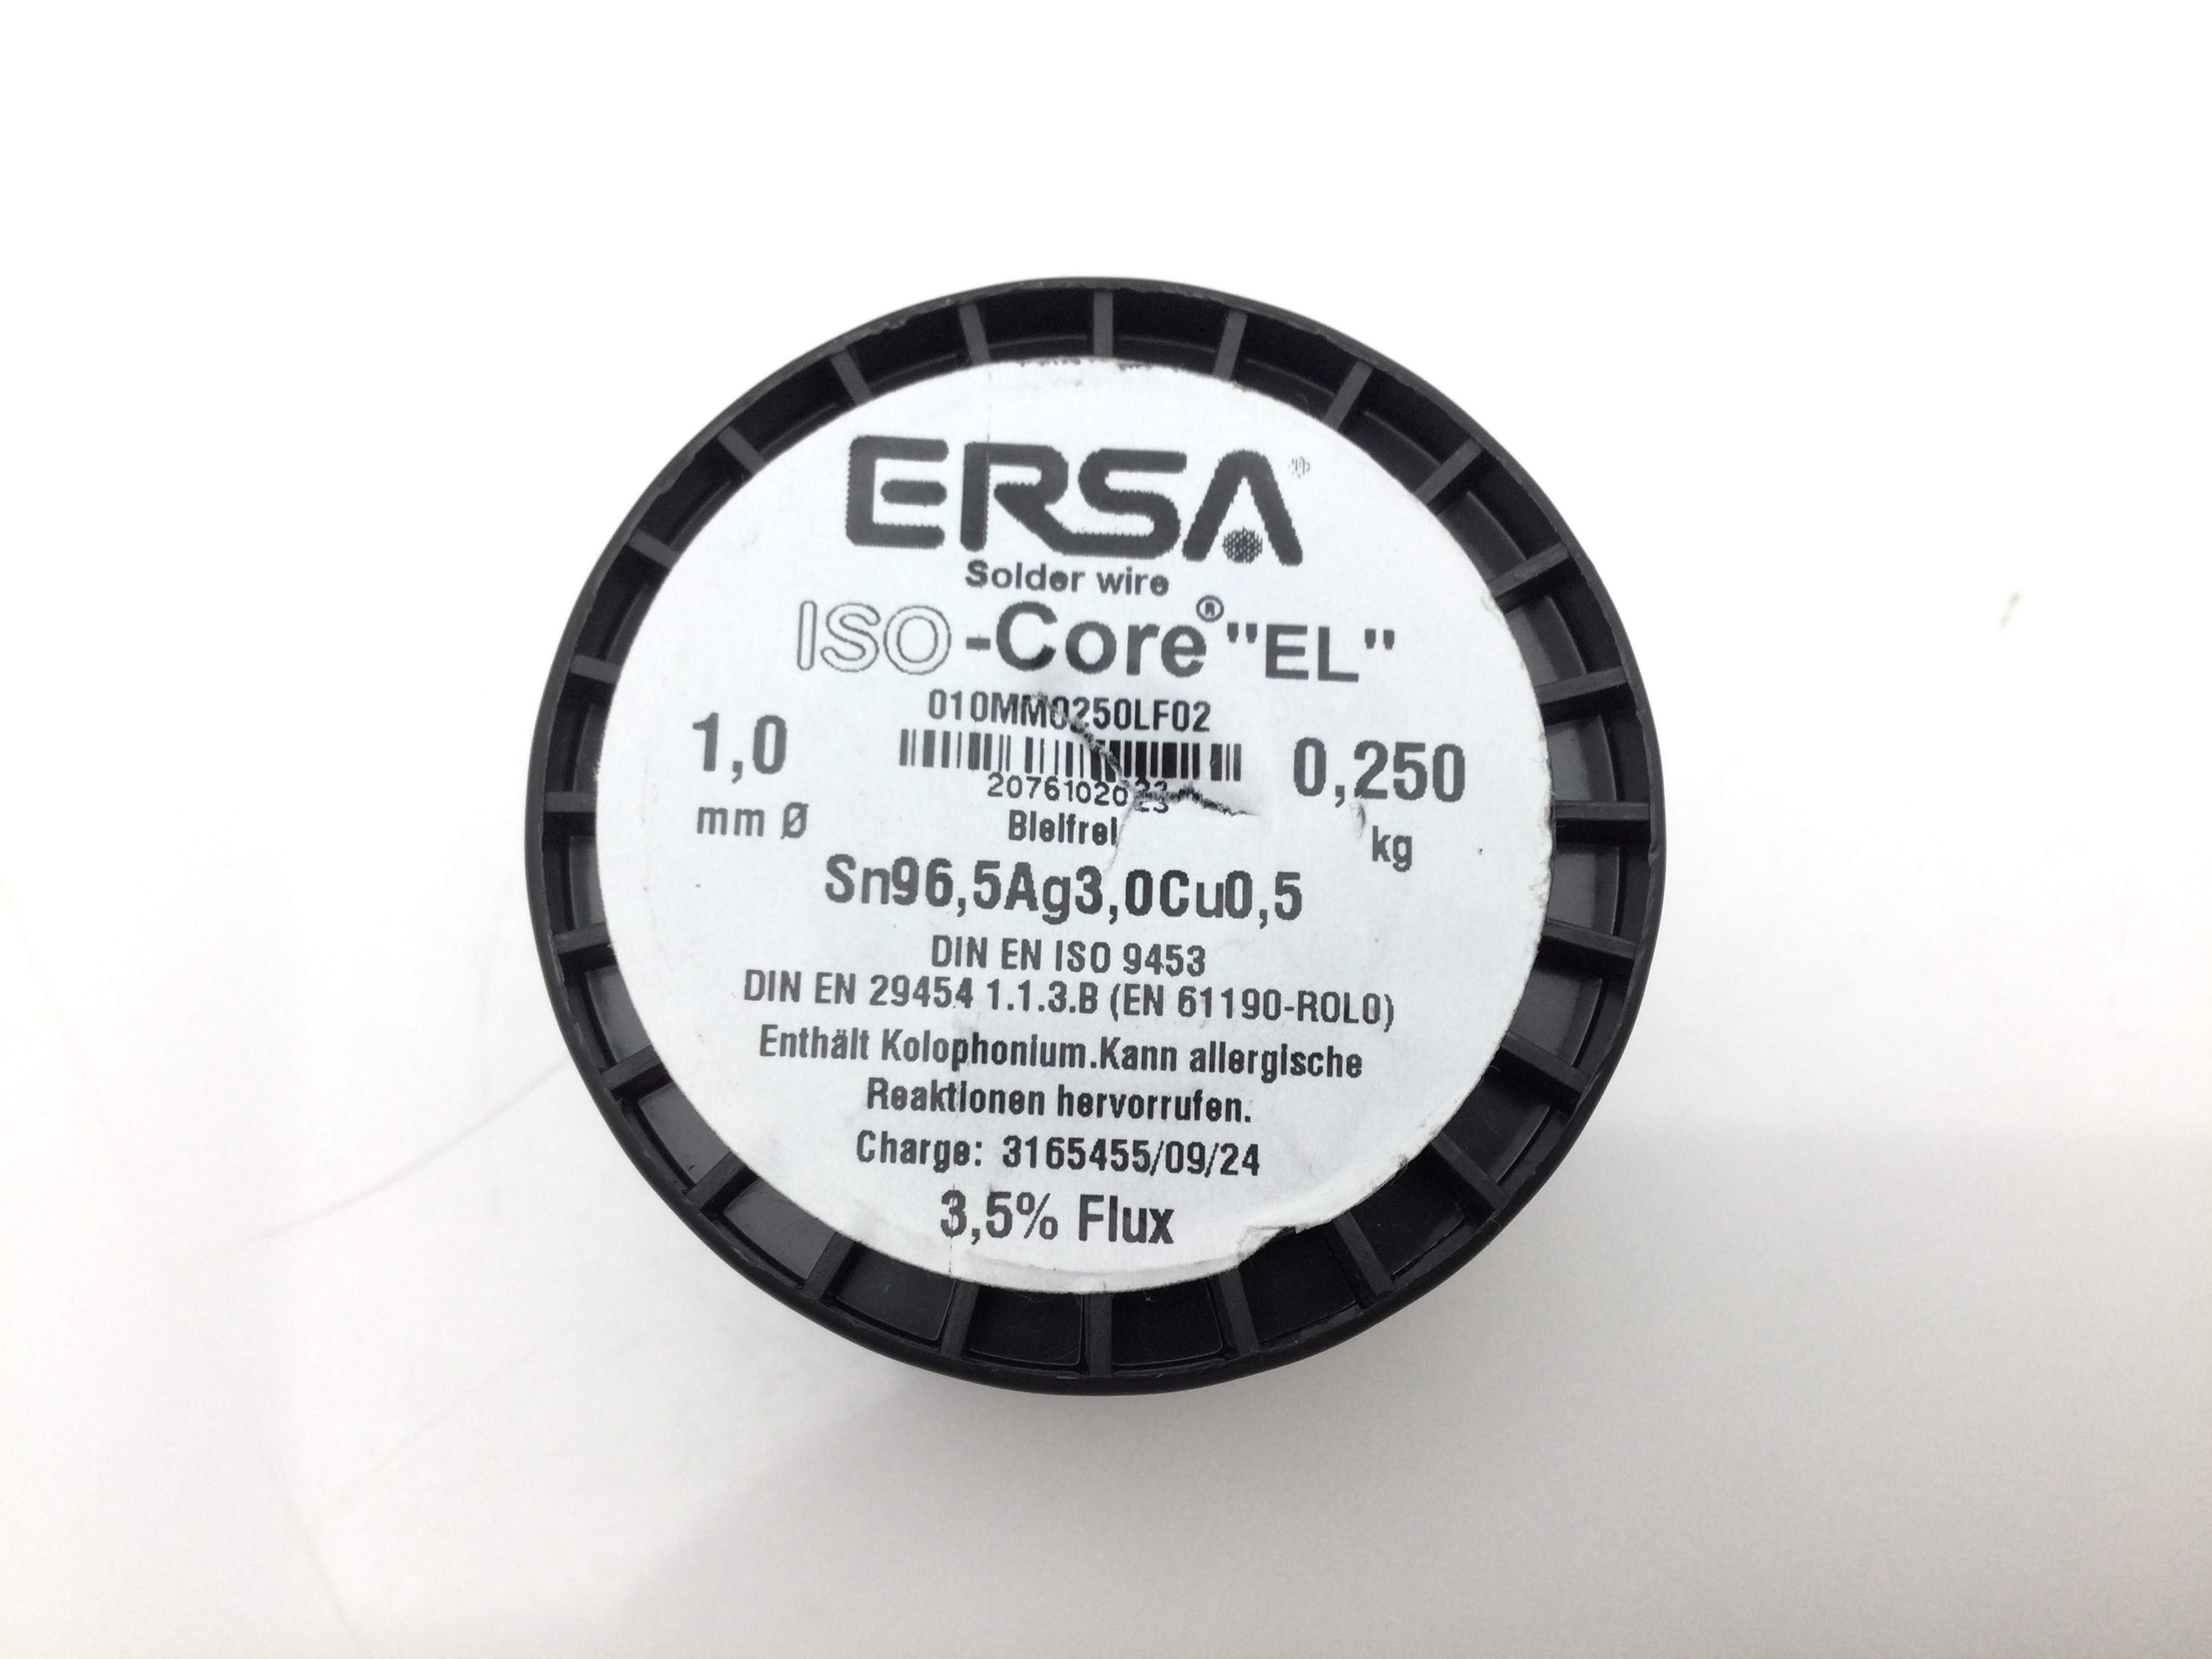 ERSA
Solder wire
ISO-Core® "EL"
010MM0250LF02
1,0
mm Ø
0,250
kg
2076102023
Bleifrei
Sn96,5Ag3,0Cu0,5
DIN EN ISO 9453
DIN EN 29454 1.1.3.B (EN 61190-ROL0)
Enthält Kolophonium.Kann allergische
Reaktionen hervorrufen.
Charge: 3165455/09/24
3,5% Flux